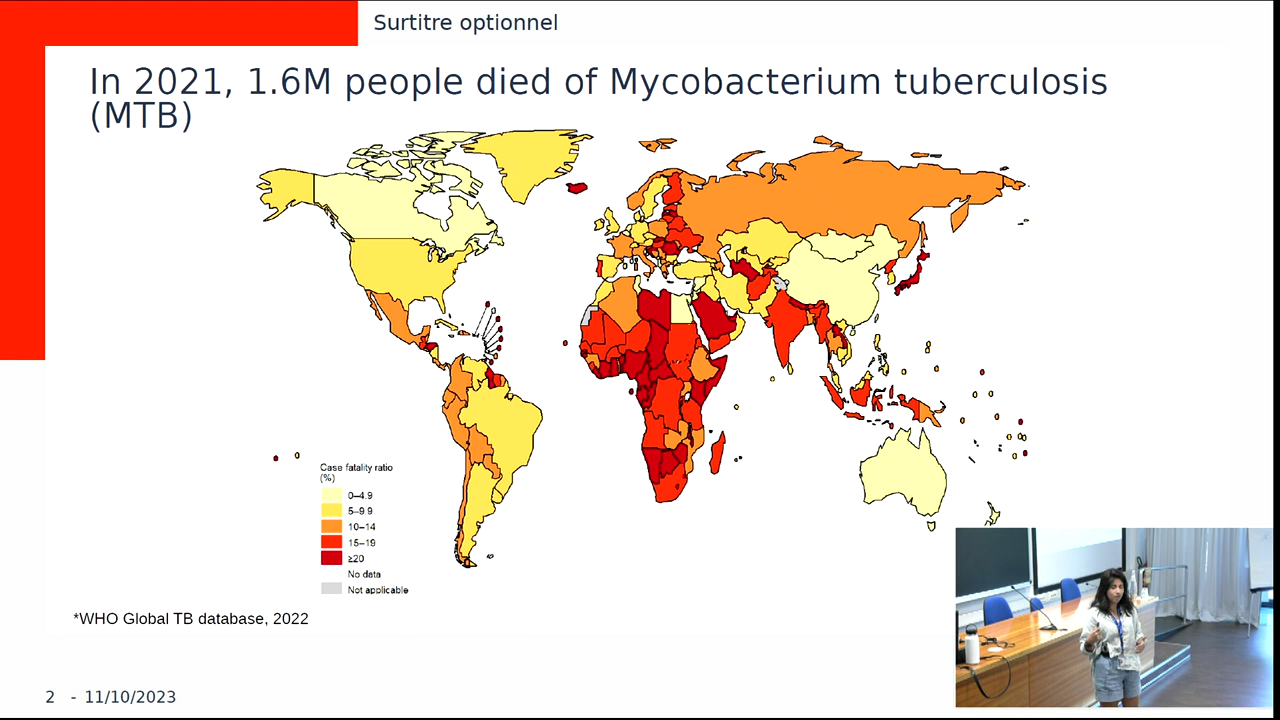 Surtitre optionnel
In 2021, 1.6M people died of Mycobacterium tuberculosis
(MTB)
Case fatality ratio
(%)
0–4.9
5–9.9
10–14
15–19
≥20
No data
Not applicable
*WHO Global TB database, 2022
2 - 11/10/2023